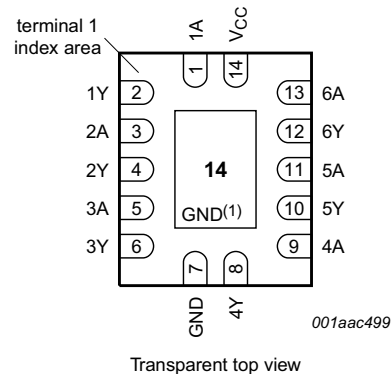 terminal 1
index area
1A
VCC
1
14
1Y 2
13 6A
2A 3
12 6Y
2Y 4
14
11 5A
3A 5
GND(1)
10 5Y
3Y 6
9 4A
7
8
GND
4Y
001aac499
Transparent top view